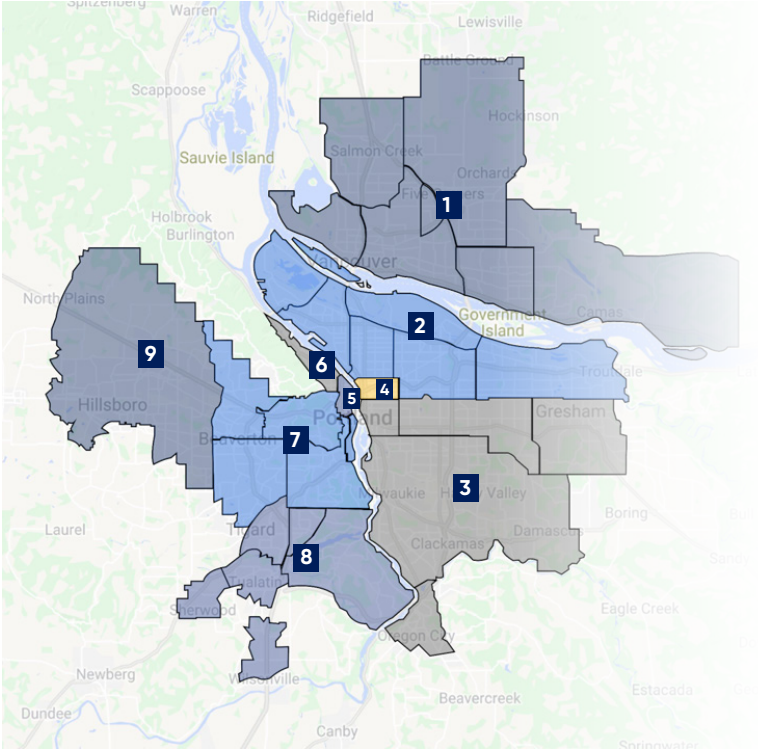 Spitzenberg
Warren
Ridgefield
Lewisville
Battle Ground
Scappoose
Hockinson
Salmon Creek
Sauvie Island
Orchards
Five Corners
1
Holbrook
Burlington
Vancouver
North Plains
Government
Island
Camas
2
9
6
Troutdale
4
5
Hillsboro
Portland
Gresham
Beaverton
7
3
Milwaukie
Happy Valley
Boring
Laurel
Tigard
Damascus
Clackamas
8
Tualatin
Sherwood
Eagle Creek
Oregon City
Newberg
Wilsonville
Estacada
Beavercreek
Dundee
Canby
Springwater